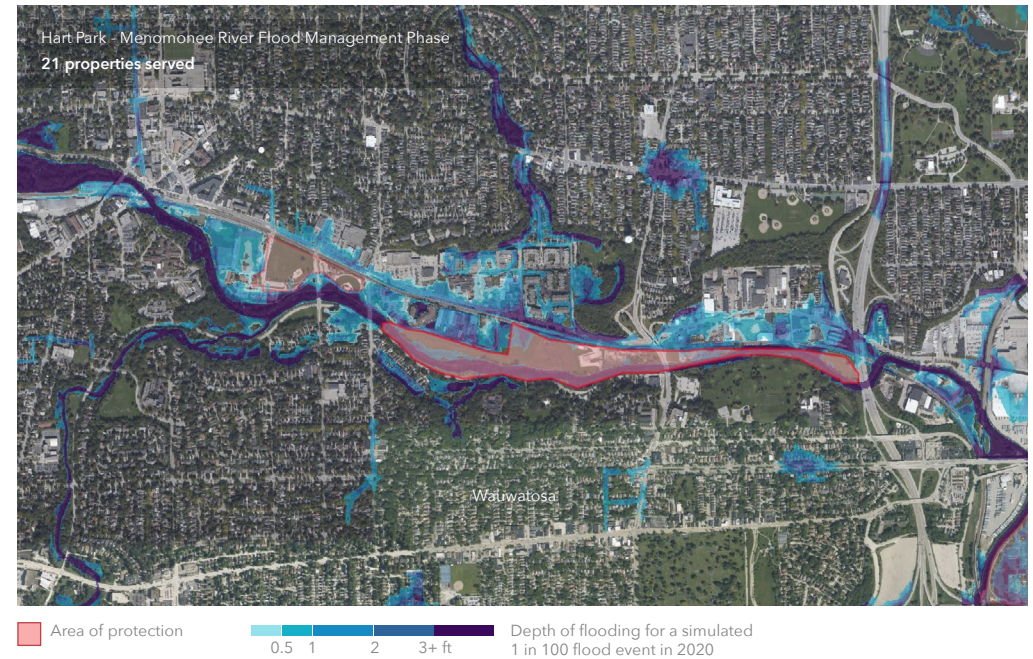 Hart Park - Menomonee River Flood Management Phase
21 properties served
Wauwatosa
Area of protection
0.5 1 2 3+ ft
Depth of flooding for a simulated
1 in 100 flood event in 2020